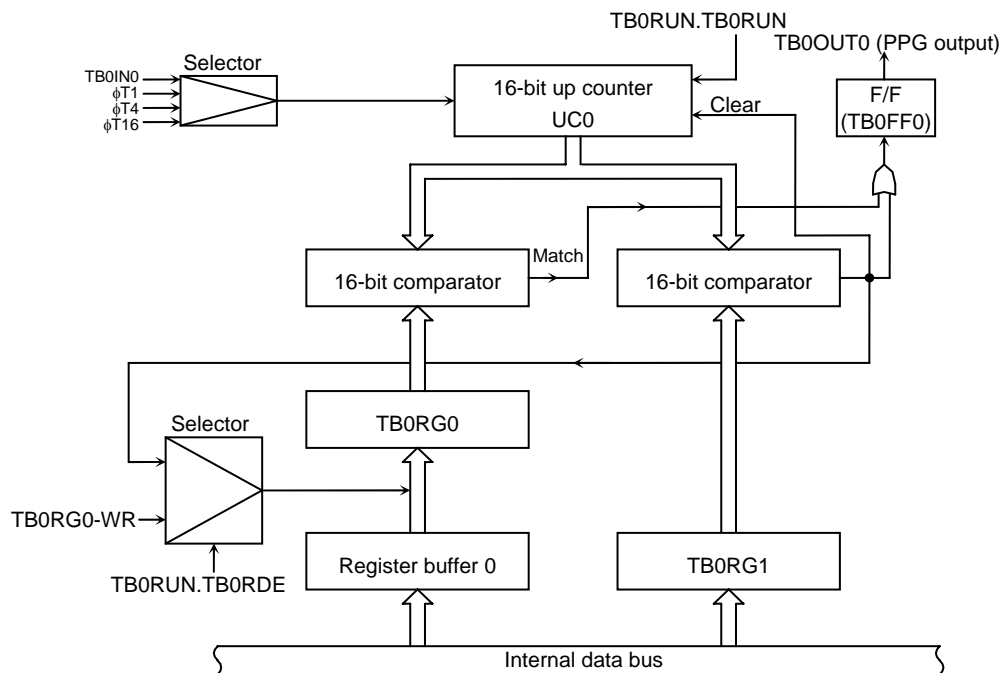 TB0RUN.TB0RUN
TB0OUT0 (PPG output)
Selector
TB0IN0
ϕT1
ϕT4
ϕT16
16-bit up counter
UC0
Clear
F/F
(TB0FF0)
16-bit comparator
Match
16-bit comparator
TB0RG0
Selector
TB0RG0-WR
TB0RUN.TB0RDE
Register buffer 0
TB0RG1
Internal data bus